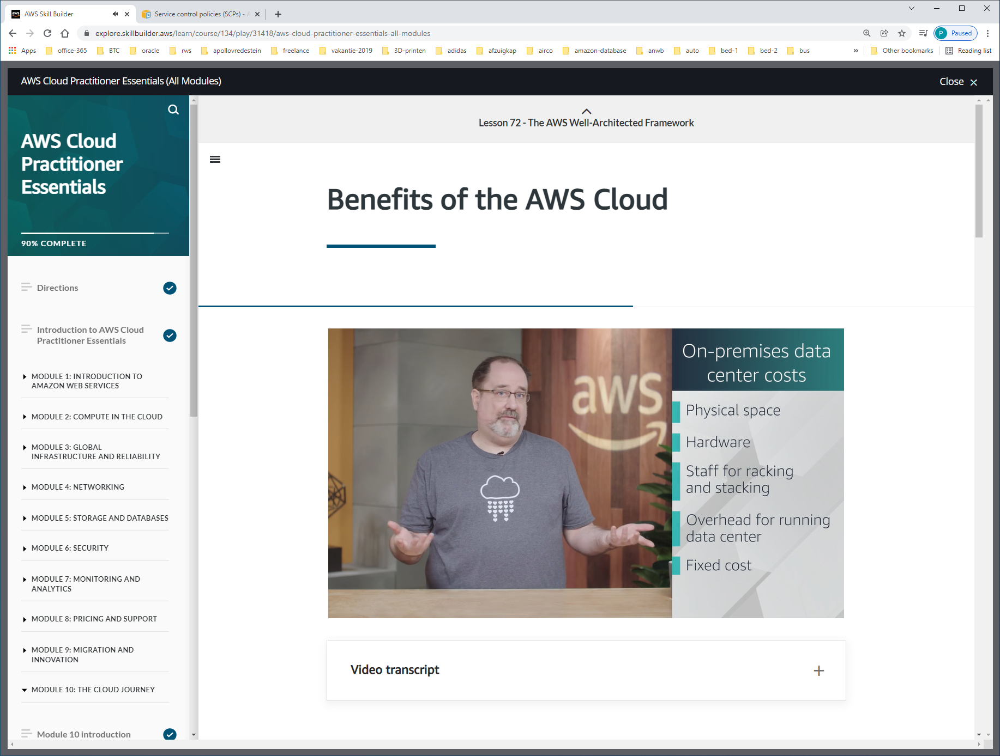 AWS Skill Builder
Service control policies (SCPs) - A
explore.skillbuilder.aws/learn/course/134/play/31418/aws-cloud-practitioner-essentials-all-modules
P Paused
Apps office-365 BTC oracle rws apollovredestein freelance vakantie-2019 3D-printen adidas afzuigkap airco amazon-database anwb auto bed-1 bed-2 bus » Other bookmarks Reading list
AWS Cloud Practitioner Essentials (All Modules)
Close
AWS Cloud
Practitioner
Essentials
90% COMPLETE
Directions
Introduction to AWS Cloud
Practitioner Essentials
MODULE 1: INTRODUCTION TO
AMAZON WEB SERVICES
MODULE 2: COMPUTE IN THE CLOUD
MODULE 3: GLOBAL
INFRASTRUCTURE AND RELIABILITY
MODULE 4: NETWORKING
MODULE 5: STORAGE AND DATABASES
MODULE 6: SECURITY
MODULE 7: MONITORING AND
ANALYTICS
MODULE 8: PRICING AND SUPPORT
MODULE 9: MIGRATION AND
INNOVATION
MODULE 10: THE CLOUD JOURNEY
Module 10 introduction
Lesson 72 - The AWS Well-Architected Framework
Benefits of the AWS Cloud
aws
On-premises data
center costs
Physical space
Hardware
Staff for racking
and stacking
Overhead for running
data center
Fixed cost
Video transcript